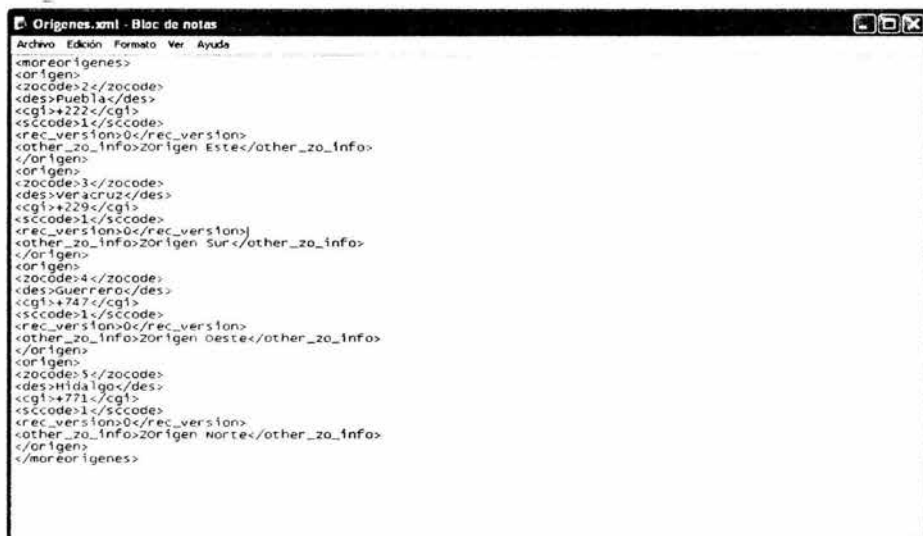 Origenes.xml - Bloc de notas
Archivo Edición Formato Ver Ayuda
<moreorigenes>
<origen>
<zocode>2</zocode>
<des>Puebla</des>
<cgi>+222</cgi>
<sccode>1</sccode>
<rec_version>0</rec_version>
<other_zo_info>ZOrigen Este</other_zo_info>
</origen>
<origen>
<zocode>3</zocode>
<des>Veracruz</des>
<cgi>+229</cgi>
<sccode>1</sccode>
<rec_version>0</rec_version>
<other_zo_info>ZOrigen Sur</other_zo_info>
</origen>
<origen>
<zocode>4</zocode>
<des>Guerrero</des>
<cgi>+747</cgi>
<sccode>1</sccode>
<rec_version>0</rec_version>
<other_zo_info>ZOrigen Oeste</other_zo_info>
</origen>
<origen>
<zocode>5</zocode>
<des>Hidalgo</des>
<cgi>+771</cgi>
<sccode>1</sccode>
<rec_version>0</rec_version>
<other_zo_info>ZOrigen Norte</other_zo_info>
</origen>
</moreorigenes>